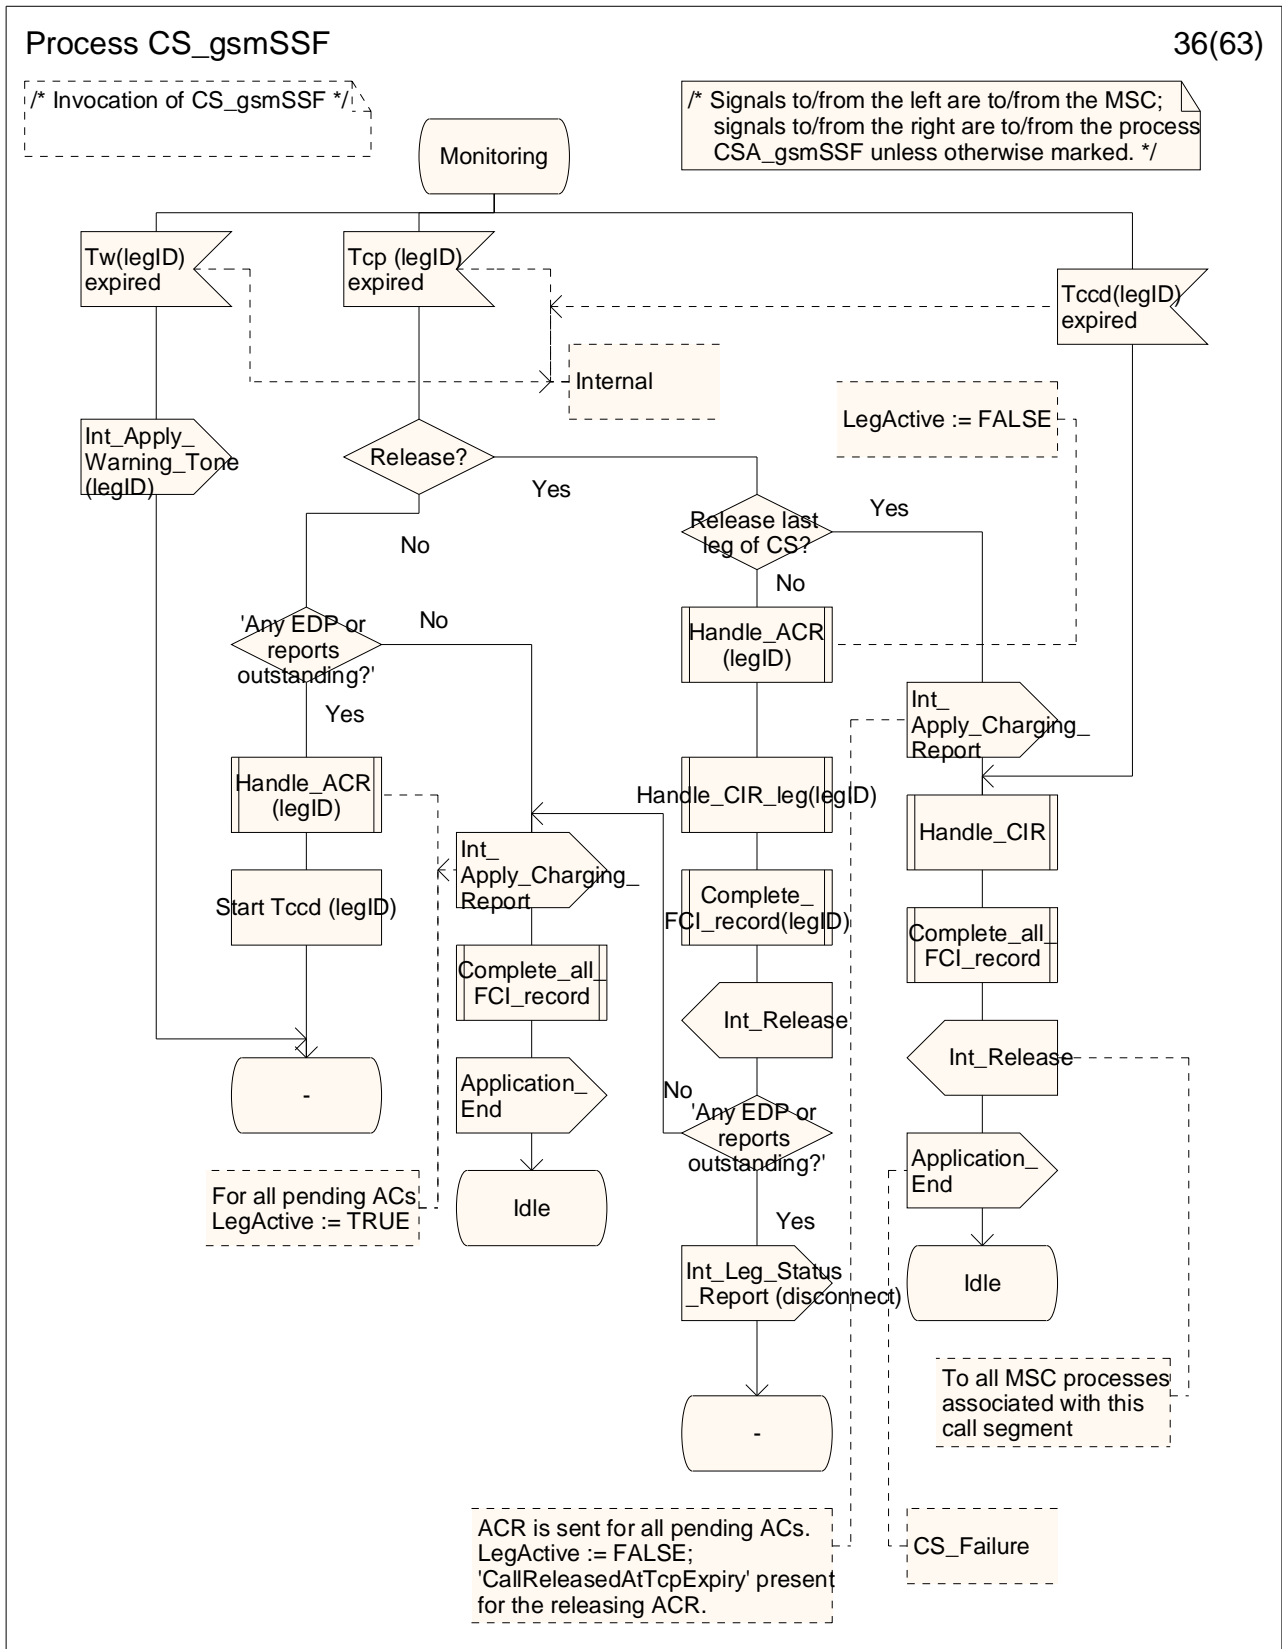 Process CS_gsmSSF
36(63)
/* Invocation of CS_gsmSSF */
/* Signals to/from the left are to/from the MSC;
signals to/from the right are to/from the process
CSA_gsmSSF unless otherwise marked. */
Monitoring
Tw(legID)
expired
Tcp (legID)
expired
Tccd(legID)
expired
Internal
LegActive := FALSE
Int_Apply_
Warning_Tone
(legID)
Release?
Yes
No
Release last
leg of CS?
Yes
No
'Any EDP or
reports
outstanding?'
No
Yes
Handle_ACR
(legID)
Int_
Apply_Charging_
Report
Handle_ACR
(legID)
Handle_CIR_leg(legID)
Handle_CIR
Int_
Apply_Charging_
Report
Start Tccd (legID)
Complete_
FCI_record(legID)
Complete_all_
FCI_record
Complete_all_
FCI_record
Int_Release
Int_Release
-
Application_
End
No
'Any EDP or
reports
outstanding?'
Yes
Application_
End
For all pending ACs
LegActive := TRUE
Idle
Int_Leg_Status
_Report (disconnect)
Idle
To all MSC processes
associated with this
call segment
-
ACR is sent for all pending ACs.
LegActive := FALSE;
'CallReleasedAtTcpExpiry' present
for the releasing ACR.
CS_Failure